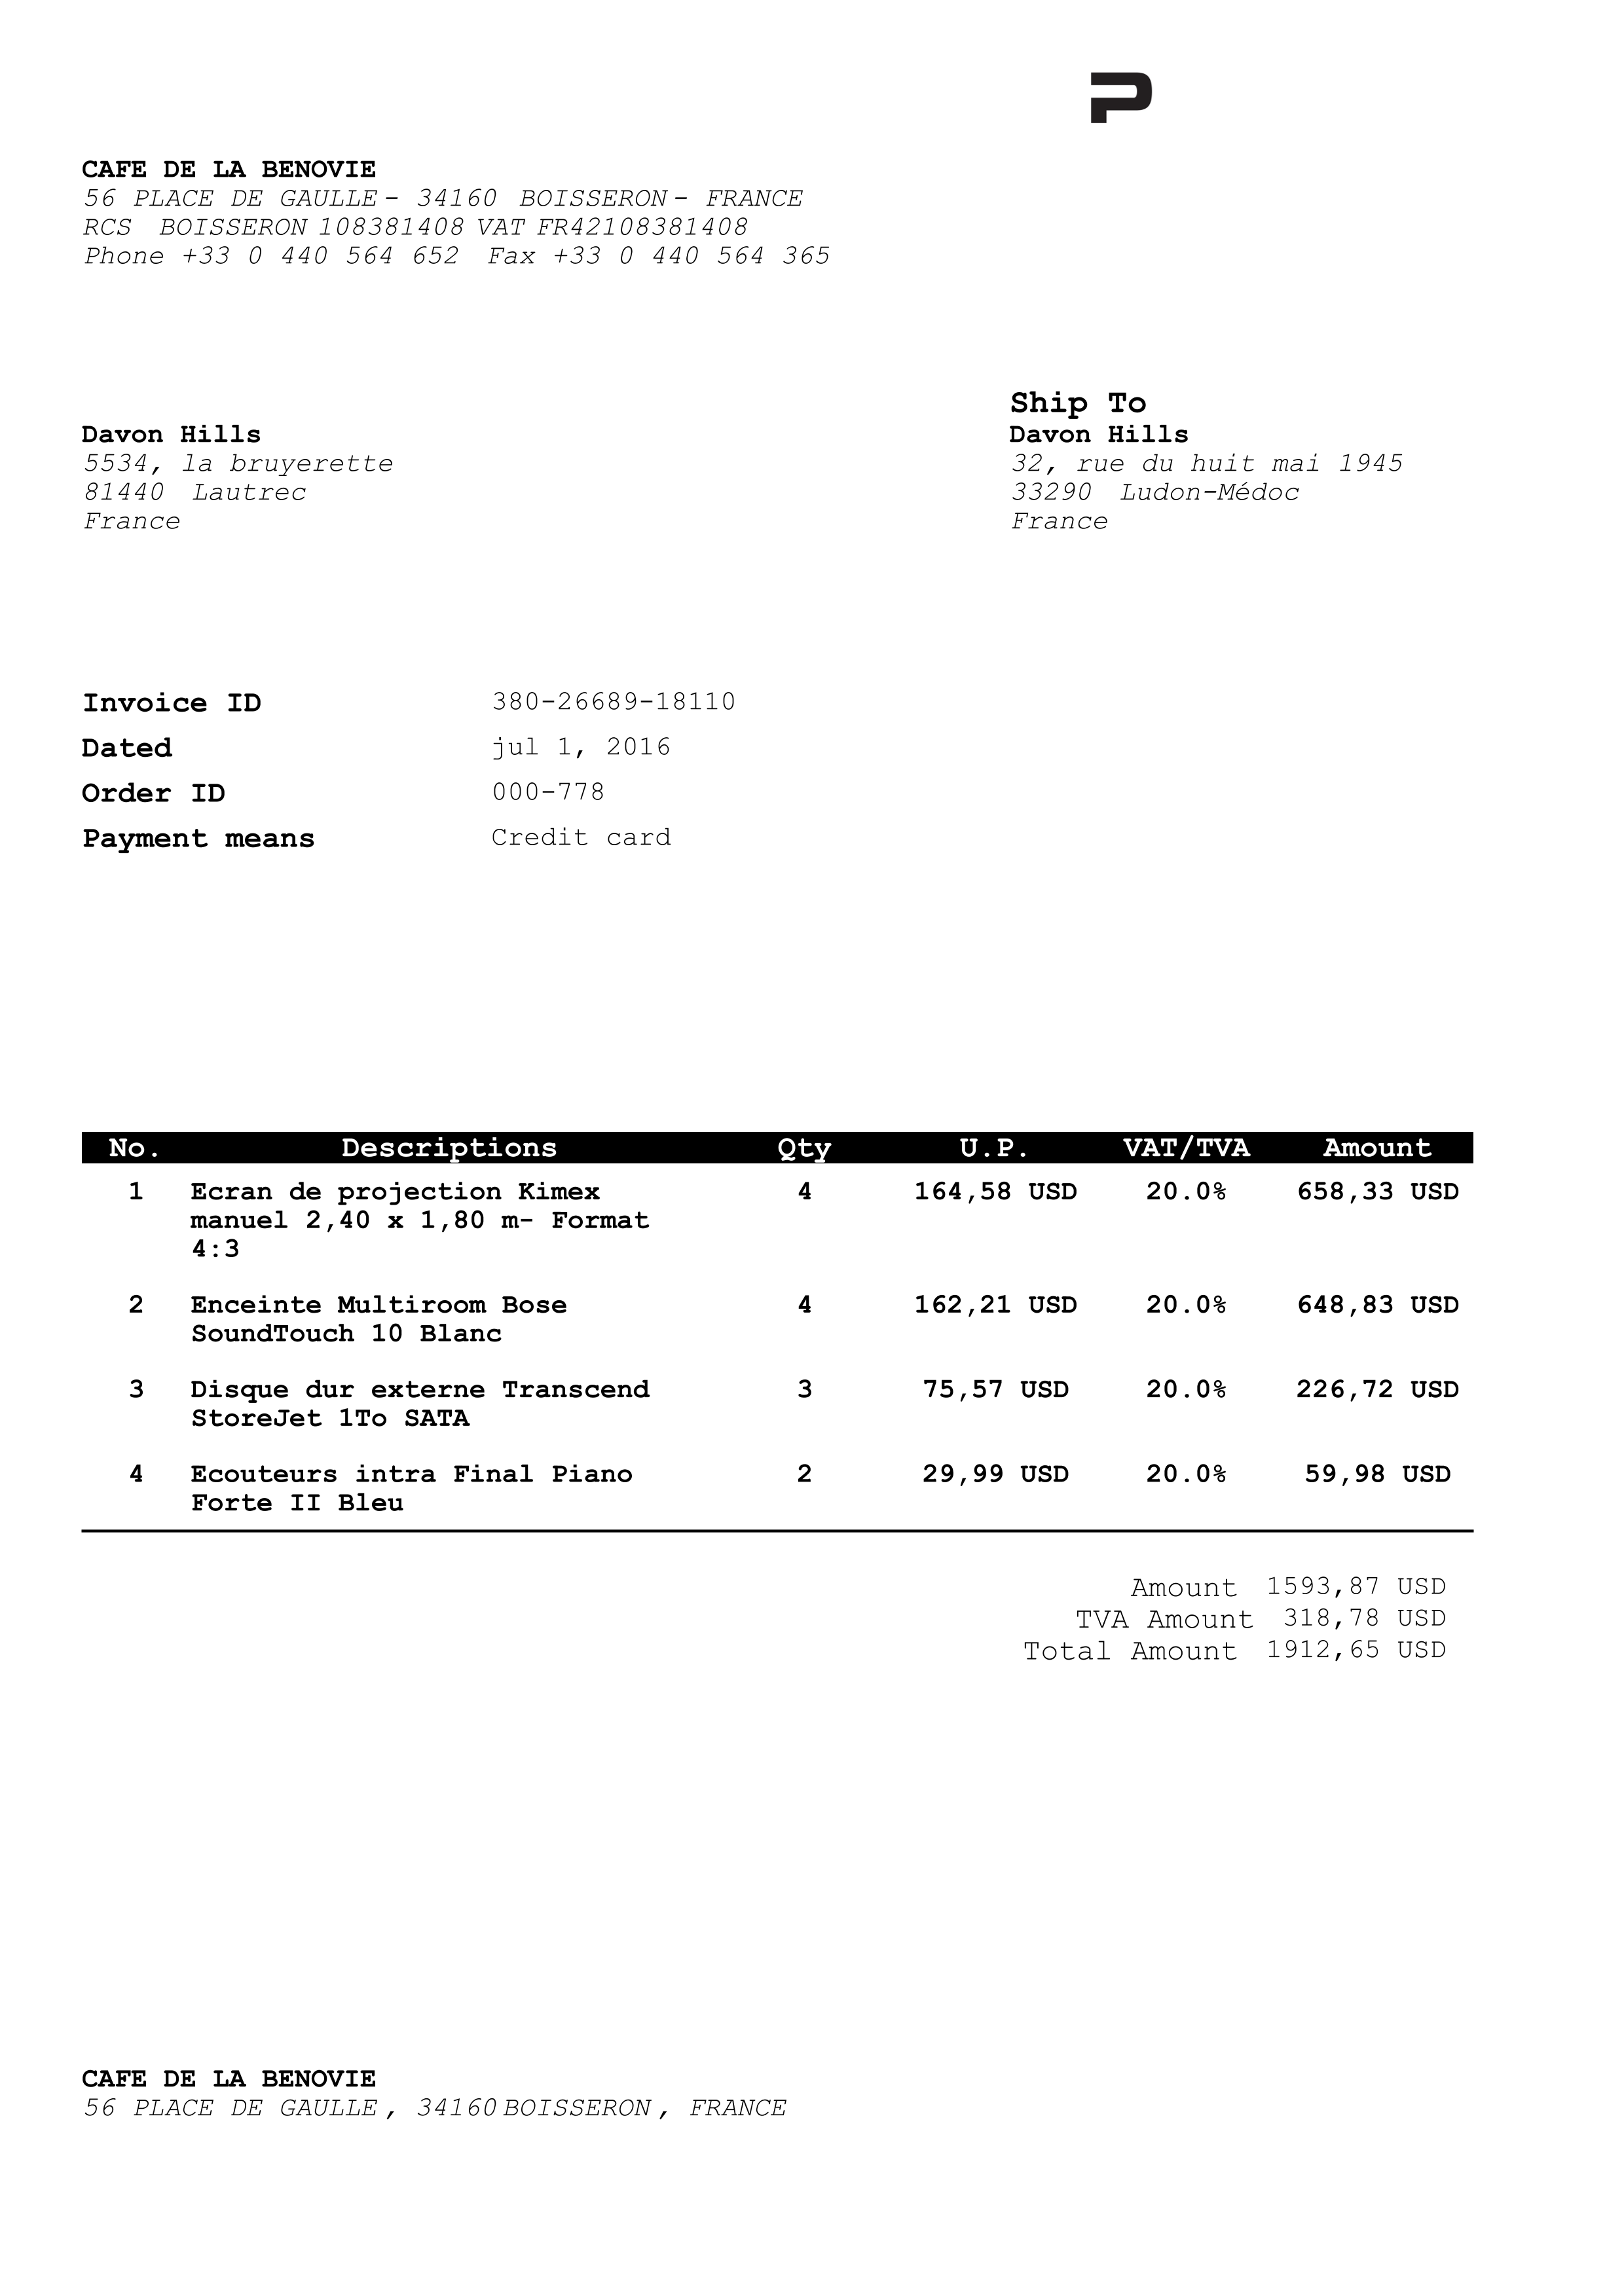 P
CAFE DE LA BENOVIE
56 PLACE DE GAULLE - 34160 BOISSERON - FRANCE
RCS BOISSERON 108381408 VAT FR42108381408
Phone +33 0 440 564 652 Fax +33 0 440 564 365
Davon Hills
5534, la bruyerette
81440 Lautrec
France
Ship To
Davon Hills
32, rue du huit mai 1945
33290 Ludon-Médoc
France
Invoice ID 380-26689-18110
Dated jul 1, 2016
Order ID 000-778
Payment means Credit card
No. Descriptions Qty U.P. VAT/TVA Amount
1 Ecran de projection Kimex 4 164,58 USD 20.0% 658,33 USD
manuel 2,40 x 1,80 m- Format
4:3
2 Enceinte Multiroom Bose 4 162,21 USD 20.0% 648,83 USD
SoundTouch 10 Blanc
3 Disque dur externe Transcend 3 75,57 USD 20.0% 226,72 USD
StoreJet 1To SATA
4 Ecouteurs intra Final Piano 2 29,99 USD 20.0% 59,98 USD
Forte II Bleu
Amount 1593,87 USD
TVA Amount 318,78 USD
Total Amount 1912,65 USD
CAFE DE LA BENOVIE
56 PLACE DE GAULLE , 34160 BOISSERON , FRANCE